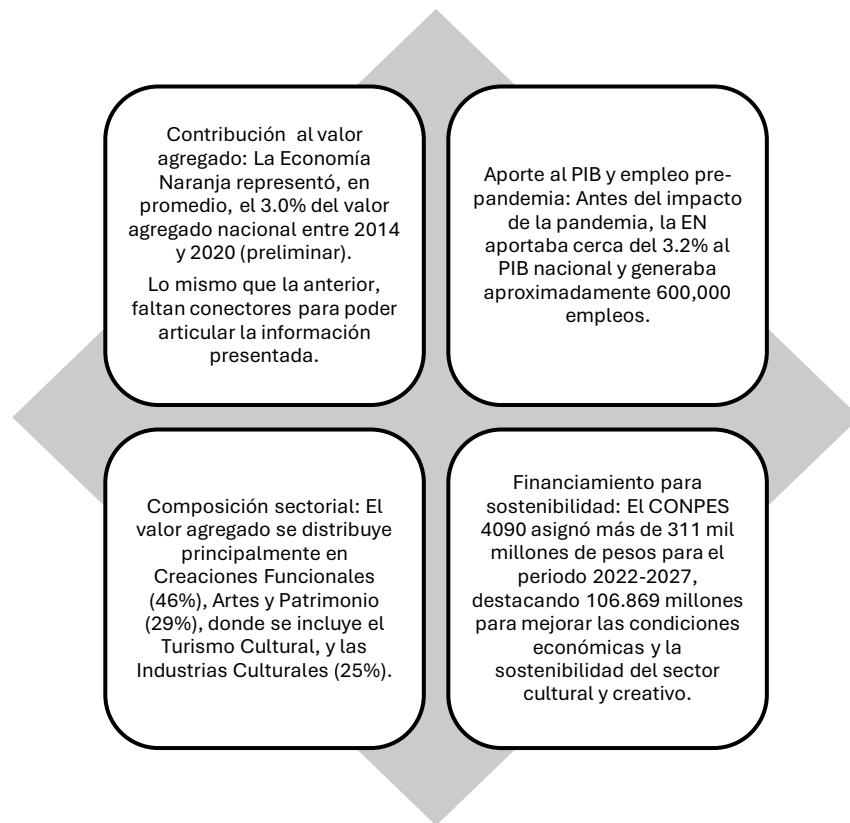 Contribución al valor
agregado: La Economía
Naranja representó, en
promedio, el 3.0% del valor
agregado nacional entre 2014
y 2020 (preliminar).
Lo mismo que la anterior,
faltan conectores para poder
articular la información
presentada.
Aporte al PIB y empleo pre-
pandemia: Antes del impacto
de la pandemia, la EN
aportaba cerca del 3.2% al
PIB nacional y generaba
aproximadamente 600,000
empleos.
Composición sectorial: El
valor agregado se distribuye
principalmente en
Creaciones Funcionales
(46%), Artes y Patrimonio
(29%), donde se incluye el
Turismo Cultural, y las
Industrias Culturales (25%).
Financiamiento para
sostenibilidad: El CONPES
4090 asignó más de 311 mil
millones de pesos para el
periodo 2022-2027,
destacando 106.869 millones
para mejorar las condiciones
económicas y la
sostenibilidad del sector
cultural y creativo.